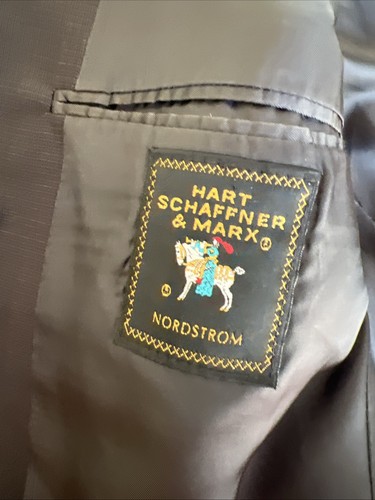 HART
SCHAFFNER
& MARX®
®
NORDSTROM